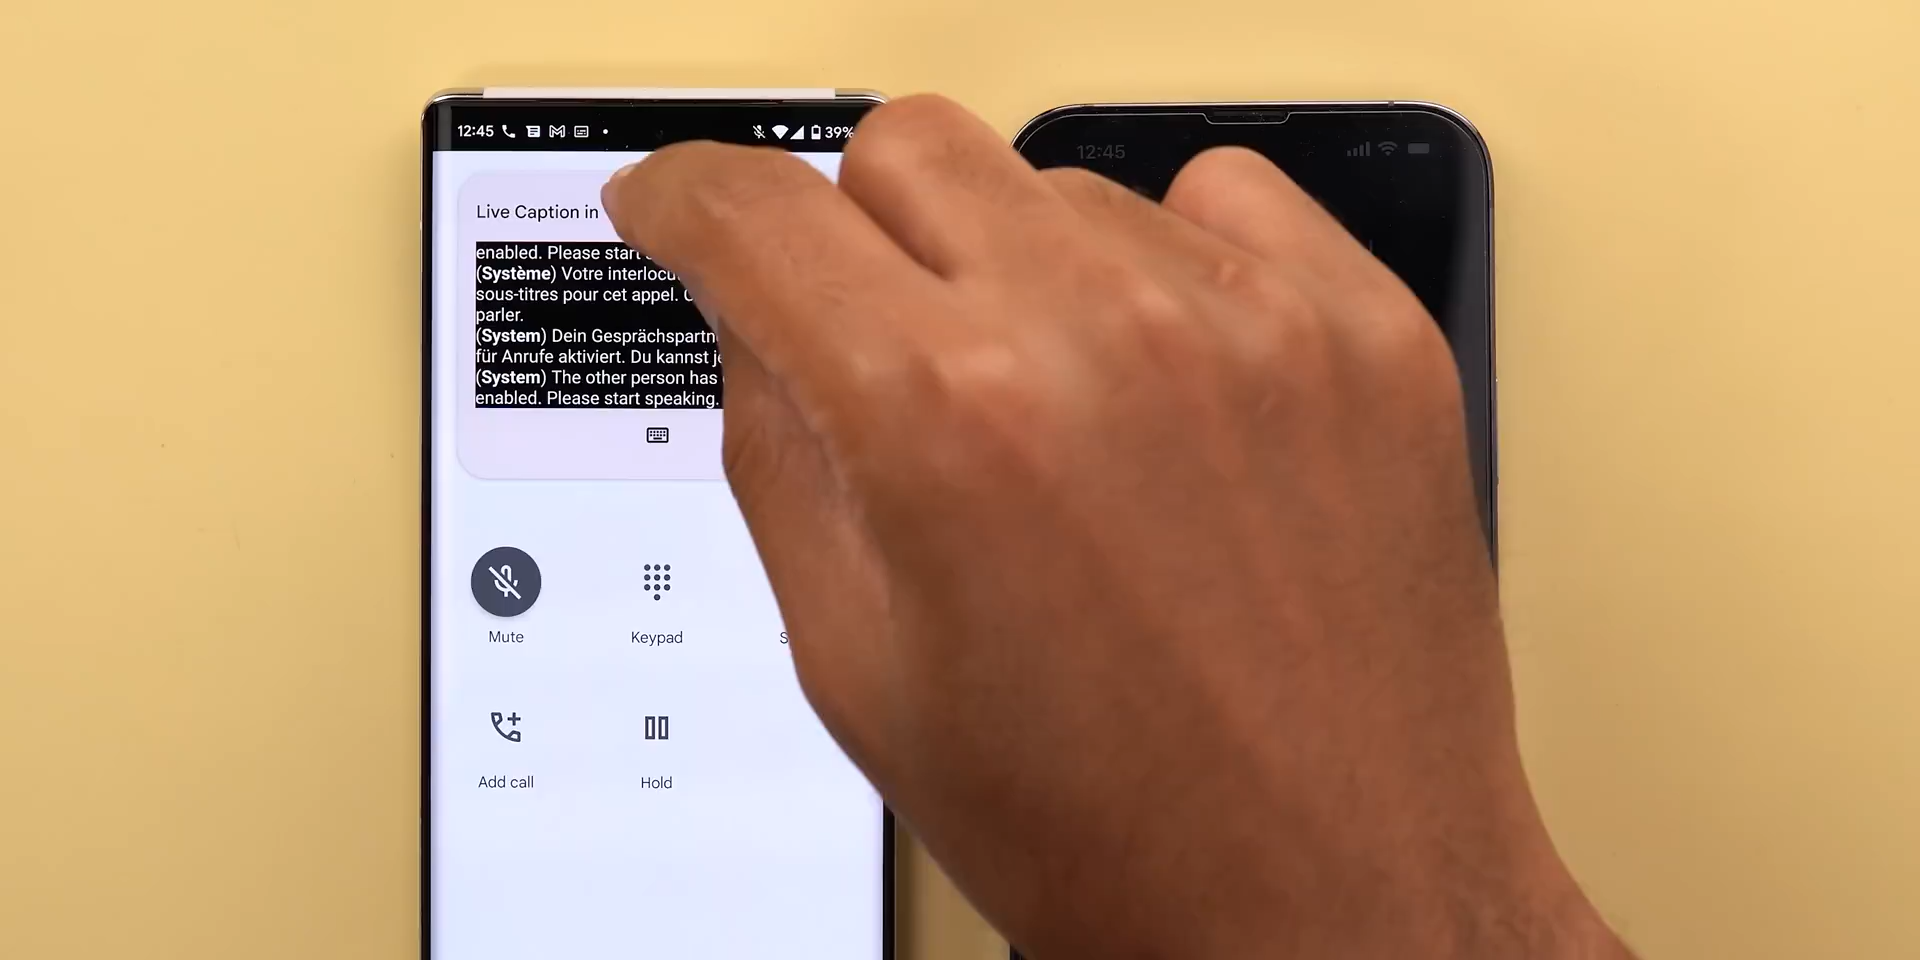 12:45
39%
12:45
Live Caption in
enabled. Please start
(Système) Votre
sous-titres pour cet appel.
parler.
(System) Dein
für Anrufe aktiviert. Du kannst
(System) The other person has
enabled. Please start speaking.
Mute
Keypad
Add call
Hold